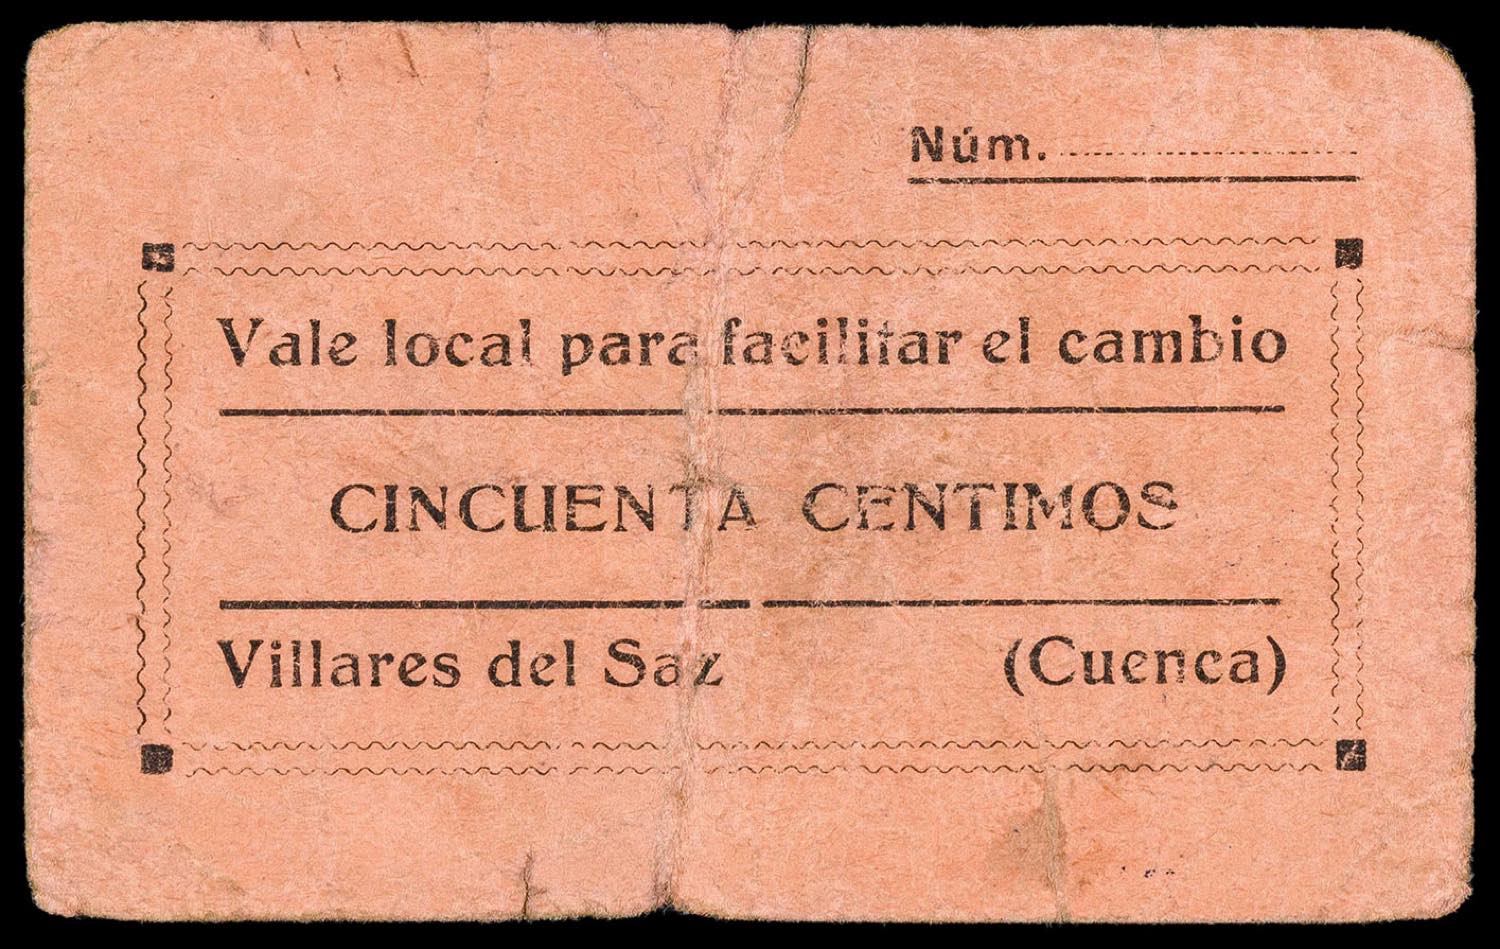 Núm.
Vale local para facilitar el cambio
CINCUENTA CENTIMOS
Villares del Saz (Cuenca)